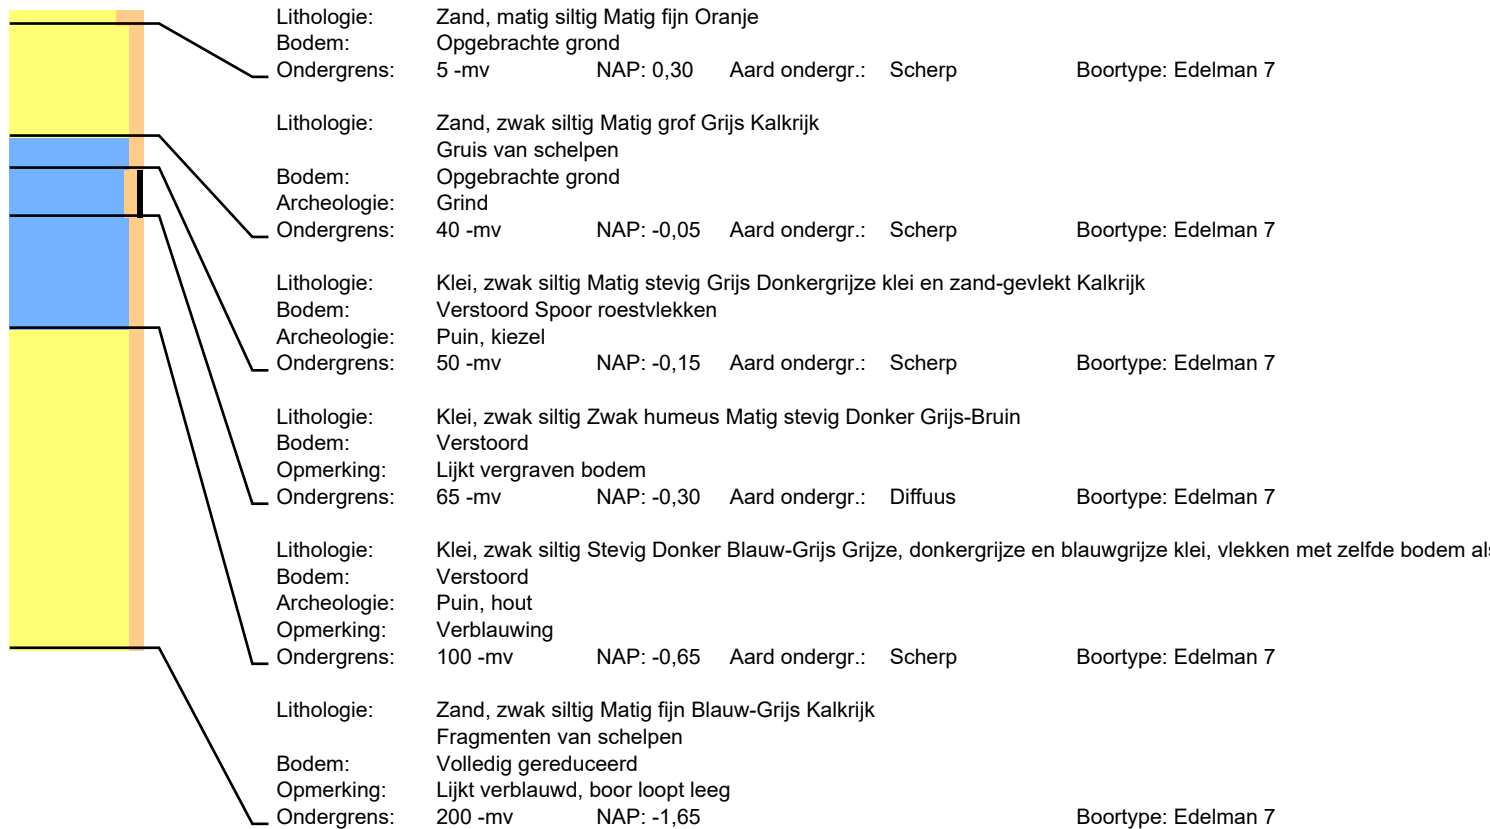 Lithologie: Zand, matig siltig Matig fijn Oranje
Bodem: Opgebrachte grond
Ondergrens: 5 -mv NAP: 0,30 Aard ondergr.: Scherp Boortype: Edelman 7
Lithologie: Zand, zwak siltig Matig grof Grijs Kalkrijk
Gruis van schelpen
Bodem: Opgebrachte grond
Archeologie: Grind
Ondergrens: 40 -mv NAP: -0,05 Aard ondergr.: Scherp Boortype: Edelman 7
Lithologie: Klei, zwak siltig Matig stevig Grijs Donkergrijze klei en zand-gevlekt Kalkrijk
Bodem: Verstoord Spoor roestvlekken
Archeologie: Puin, kiezel
Ondergrens: 50 -mv NAP: -0,15 Aard ondergr.: Scherp Boortype: Edelman 7
Lithologie: Klei, zwak siltig Zwak humeus Matig stevig Donker Grijs-Bruin
Bodem: Verstoord
Opmerking: Lijkt vergraven bodem
Ondergrens: 65 -mv NAP: -0,30 Aard ondergr.: Diffuus Boortype: Edelman 7
Lithologie: Klei, zwak siltig Stevig Donker Blauw-Grijs Grijze, donkergrijze en blauwgrijze klei, vlekken met zelfde bodem als
Bodem: Verstoord
Archeologie: Puin, hout
Opmerking: Verblauwing
Ondergrens: 100 -mv NAP: -0,65 Aard ondergr.: Scherp Boortype: Edelman 7
Lithologie: Zand, zwak siltig Matig fijn Blauw-Grijs Kalkrijk
Fragmenten van schelpen
Bodem: Volledig gereduceerd
Opmerking: Lijkt verblauwd, boor loopt leeg
Ondergrens: 200 -mv NAP: -1,65 Boortype: Edelman 7